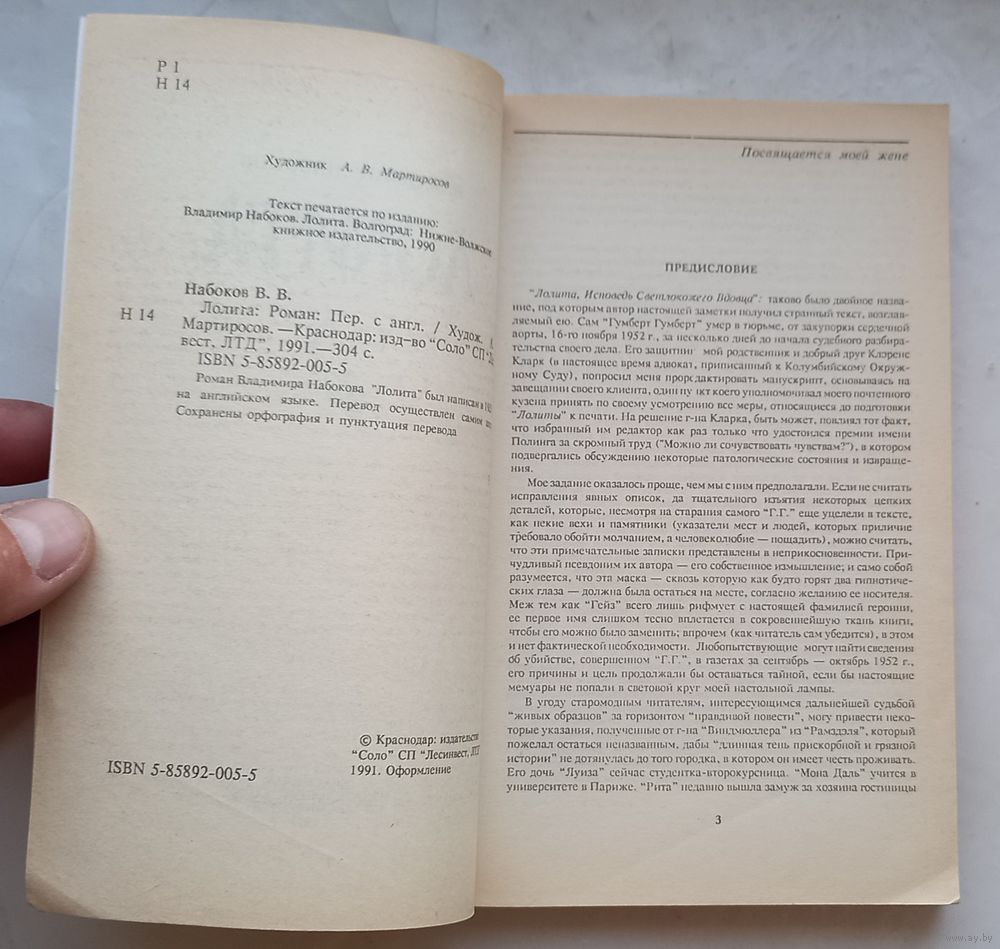 Р 1
Н 14
Художник А. В. Мартиросов
Текст печатается по изданию:
Владимир Набоков. Лолита. Волгоград: Нижне-Волжское
книжное издательство, 1990
Набоков В. В.
Н 14
Лолита: Роман: Пер. с англ. / Худож.
Мартиросов. —Краснодар: изд-во "Соло" СП
вест, ЛТД", 1991.—304 с.
ISBN 5-85892-005-5
Роман Владимира Набокова "Лолита" был написан в
на английском языке. Перевод осуществлен самим
Сохранены орфография и пунктуация перевода
© Краснодар: издательств
"Соло" СП "Лесинвест, ЛТД
1991. Оформление
ISBN 5-85892-005-5
Посвящается моей жене
ПРЕДИСЛОВИЕ
"Лолита, Исповедь Светлокожего Вдовца": таково было двойное назва-
ние, под которым автор настоящей заметки получил странный текст, возглав-
ляемый ею. Сам "Гумберт Гумберт" умер в тюрьме, от закупорки сердечной
аорты, 16-го ноября 1952 г., за несколько дней до начала судебного разбира-
тельства своего дела. Его защитник мой родственник и добрый друг Клэренс
Кларк (в настоящее время адвокат, приписанный к Колумбийскому Окруж-
ному Суду), попросил меня проредактировать манускрипт, основываясь на
завещании своего клиента, один пункт коего уполномочивал моего почтенного
кузена принять по своему усмотрению все меры, относящиеся до подготовки
"Лолиты" к печати. На решение г-на Кларка, быть может, повлиял тот факт,
что избранный им редактор как раз только что удостоился премии имени
Полинга за скромный труд ("Можно ли сочувствовать чувствам?"), в котором
подвергались обсуждению некоторые патологические состояния и извраще-
ния.
Мое задание оказалось проще, чем мы с ним предполагали. Если не считать
исправления явных описок, да тщательного изъятия некоторых цепких
деталей, которые, несмотря на старания самого "Г.Г." еще уцелели в тексте,
как некие вехи и памятники (указатели мест и людей, которых приличие
требовало обойти молчанием, а человеколюбие — пощадить), можно считать,
что эти примечательные записки представлены в неприкосновенности. При-
чудливый псевдоним их автора — его собственное измышление; и само собой
разумеется, что эта маска — сквозь которую как будто горят два гипнотиче-
ских глаза — должна была остаться на месте, согласно желанию ее носителя.
Меж тем как "Гейз" всего лишь рифмует с настоящей фамилией героини,
ее первое имя слишком тесно вплетается в сокровеннейшую ткань книги,
чтобы его можно было заменить; впрочем (как читатель сам убедится), в этом
и нет фактической необходимости. Любопытствующие могут найти сведения
об убийстве, совершенном "Г.Г.", в газетах за сентябрь — октябрь 1952 г.,
его причины и цель продолжали бы оставаться тайной, если бы настоящие
мемуары не попали в световой круг моей настольной лампы.
В угоду старомодным читателям, интересующимся дальнейшей судьбой
"живых образцов" за горизонтом "правдивой повести", могу привести неко-
торые указания, полученные от г-на "Виндмюллера" из "Рамздэля", который
пожелал остаться неназванным, дабы "длинная тень прискорбной и грязной
истории" не дотянулась до того городка, в котором он имеет честь проживать.
Его дочь "Луиза" сейчас студентка-второкурсница. "Мона Даль" учится в
университете в Париже. "Рита" недавно вышла замуж за хозяина гостиницы
3
www.ay.by